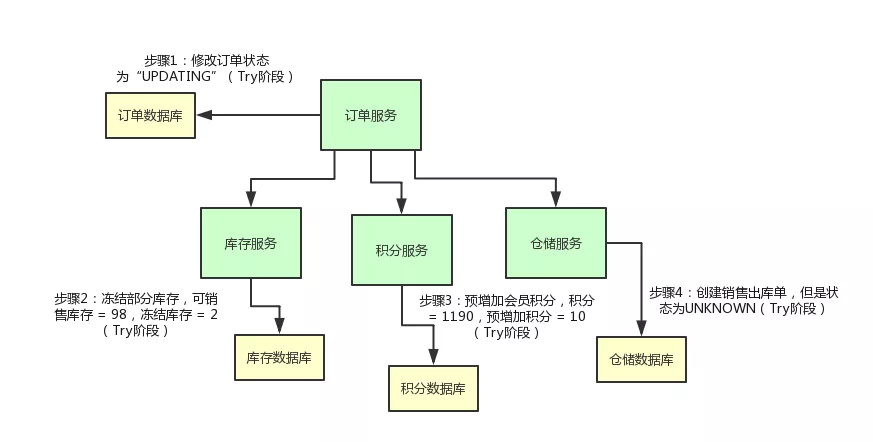 步骤1：修改订单状态
为“UPDATING”（Try阶段）
订单数据库
订单服务
库存服务
积分服务
仓储服务
步骤2：冻结部分库存，可销
售库存 = 98，冻结库存 = 2
（Try阶段）
步骤3：预增加会员积分，积分
= 1190，预增加积分 = 10
（Try阶段）
步骤4：创建销售出库单，但是状
态为UNKNOWN（Try阶段）
库存数据库
积分数据库
仓储数据库